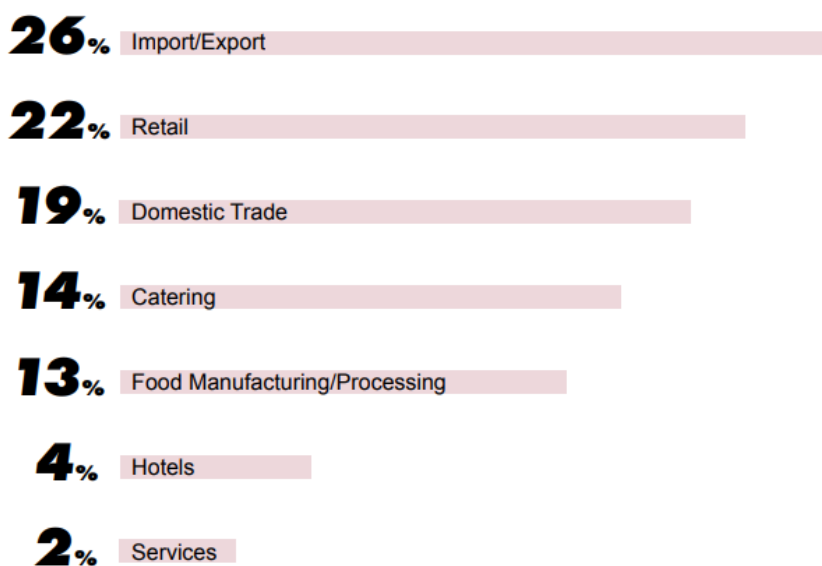 26% Import/Export
22% Retail
19% Domestic Trade
14% Catering
13% Food Manufacturing/Processing
4% Hotels
2% Services